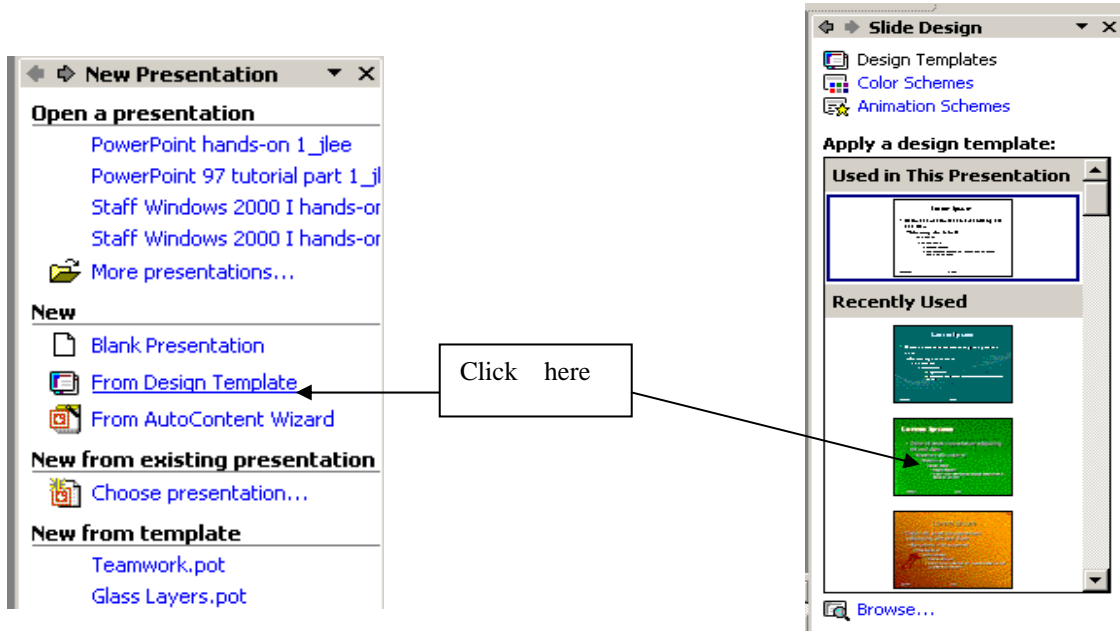 New Presentation
Open a presentation
PowerPoint hands-on 1_jlee
PowerPoint 97 tutorial part 1_jl
Staff Windows 2000 I hands-or
Staff Windows 2000 I hands-or
More presentations...
New
Blank Presentation
From Design Template
From AutoContent Wizard
New from existing presentation
Choose presentation...
New from template
Teamwork.pot
Glass Layers.pot
Click here
Slide Design
Design Templates
Color Schemes
Animation Schemes
Apply a design template:
Used in This Presentation
Recently Used
Browse...